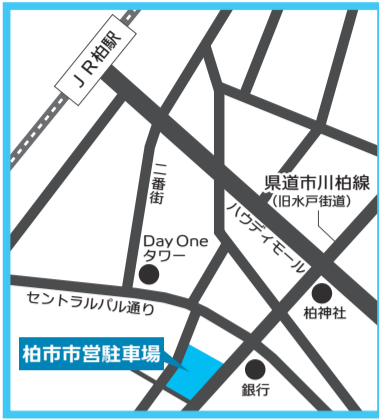 JR柏駅
二番街
県道市川柏線
（旧水戸街道）
ハウディモール
Day One
タワー
セントラルパル通り
柏神社
柏市市営駐車場
銀行